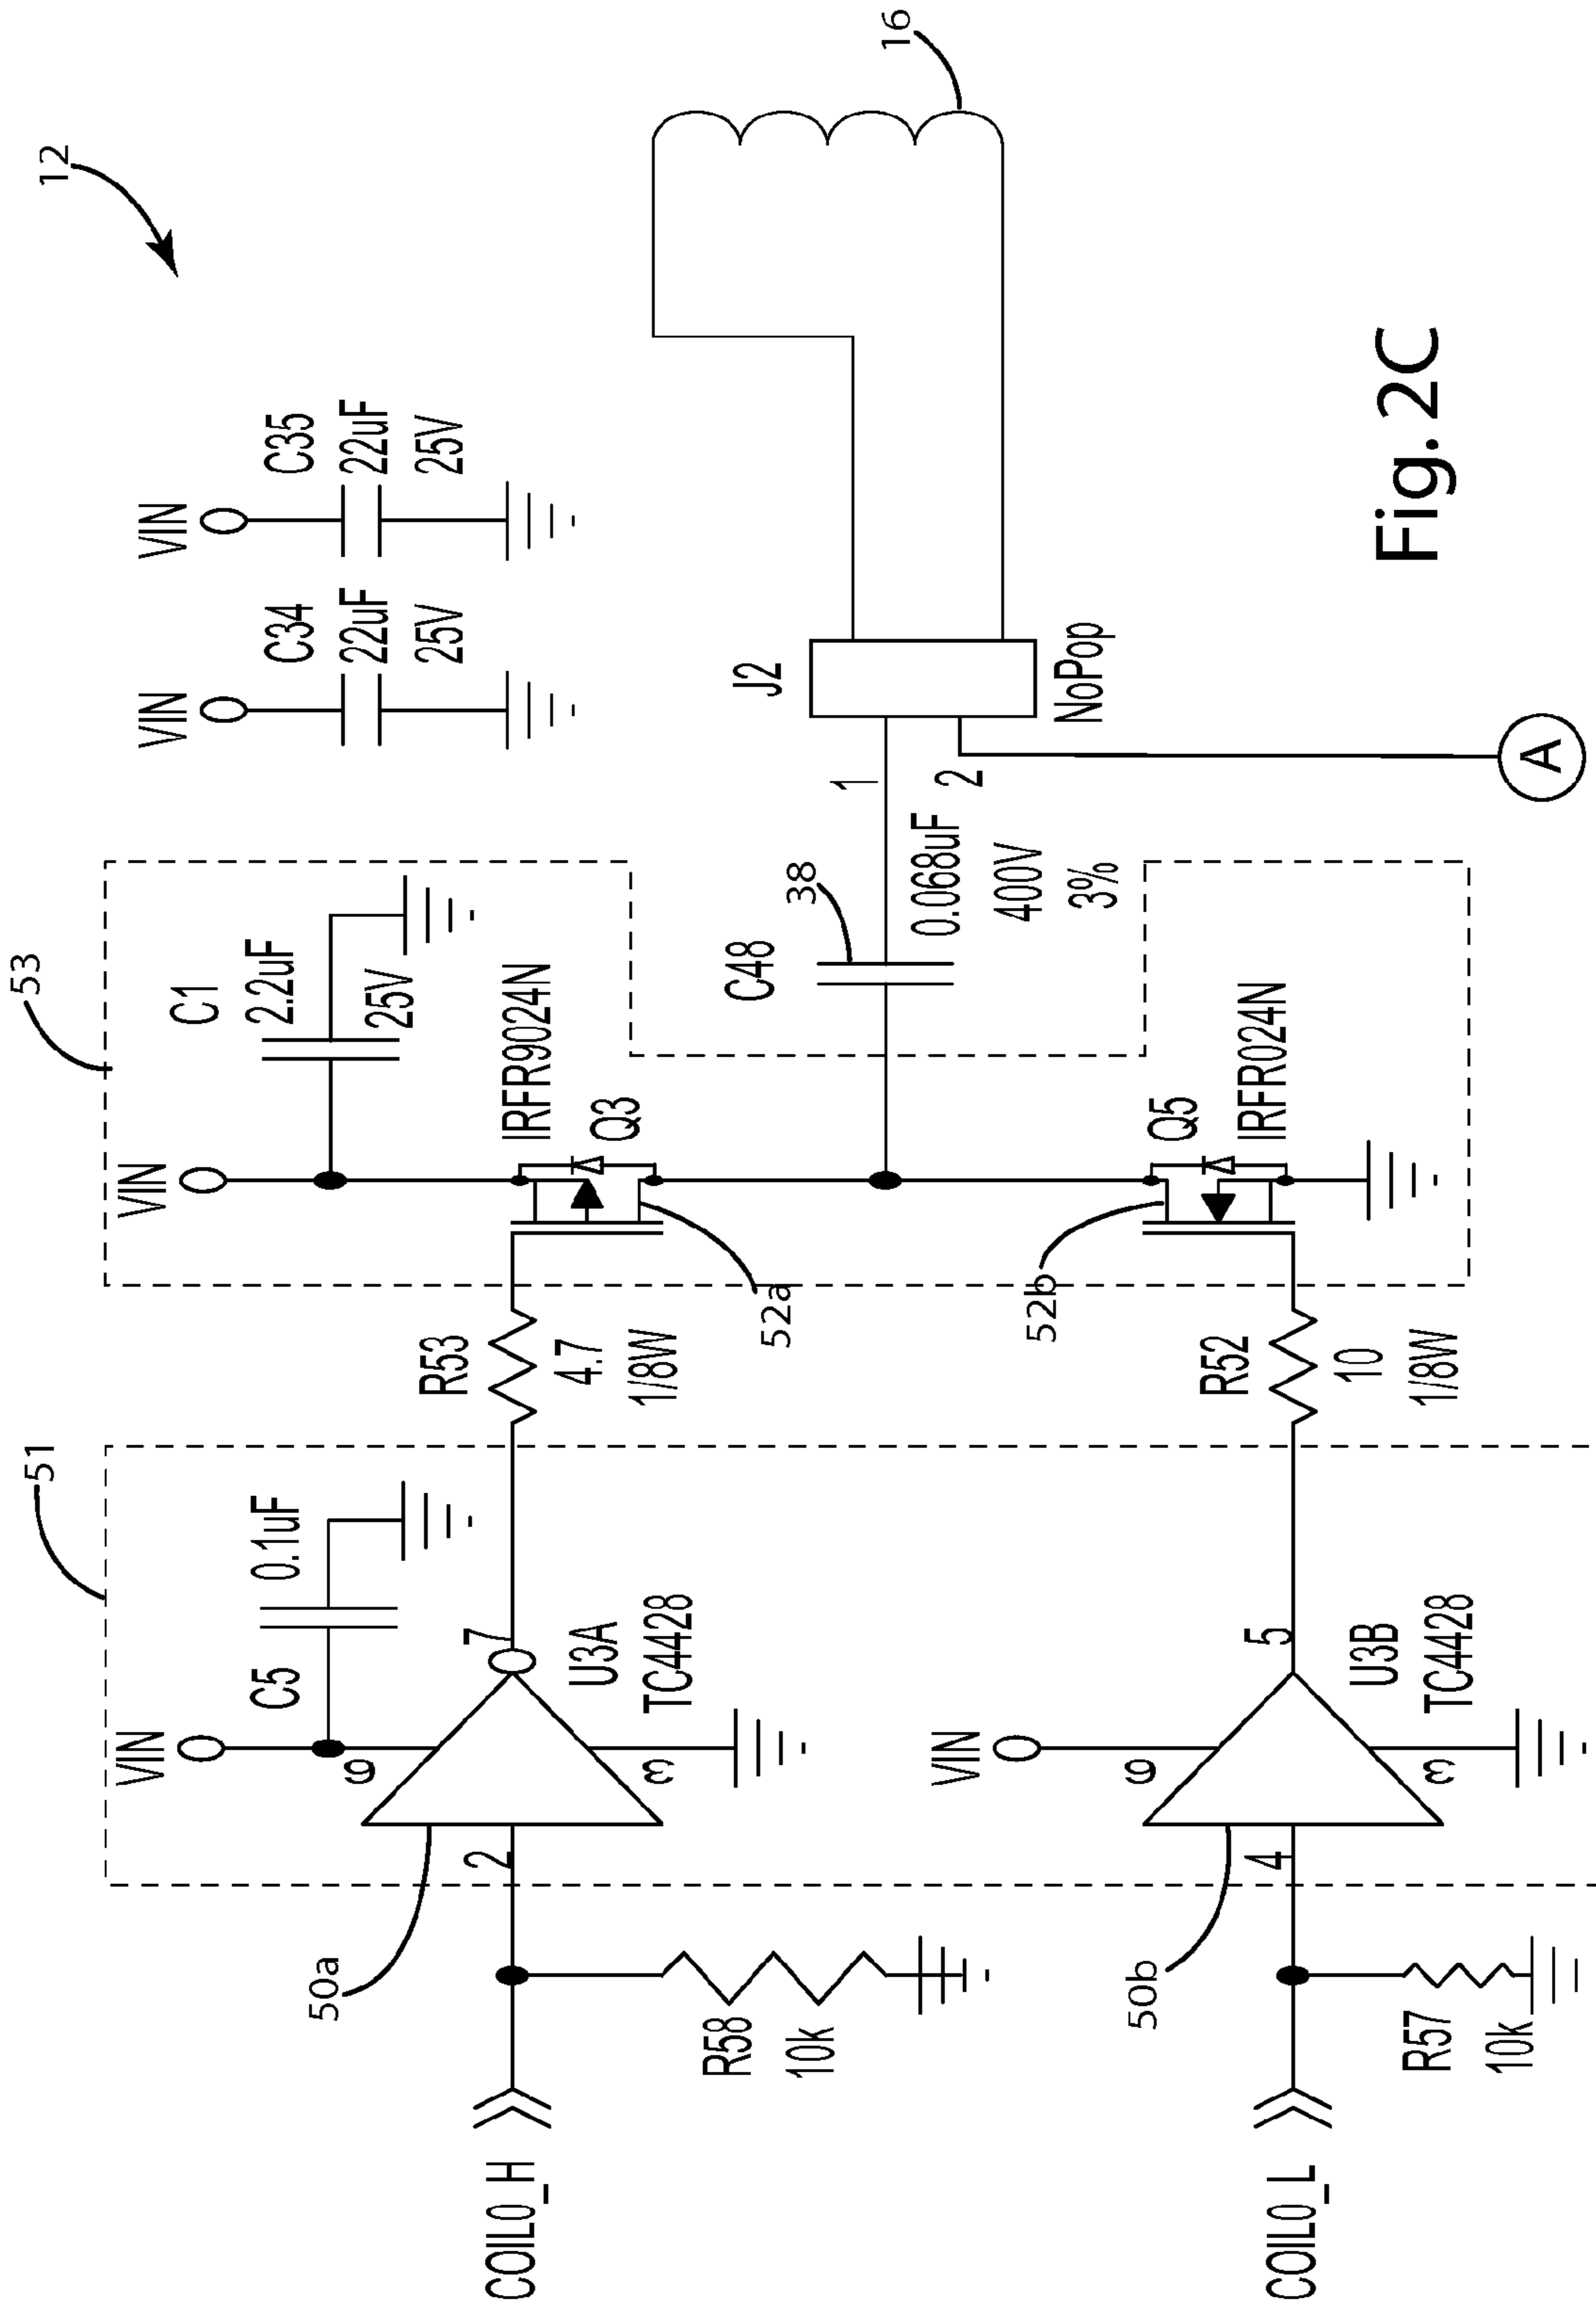 12
16
53
51
VIN
C34
22uF
25V
VIN
C35
22uF
25V
VIN
C1
2.2uF
25V
IRFR9024N
Q3
52a
R53
4.7
1/8W
VIN
C5
0.1uF
6
7
U3A
TC4428
3
2
50a
COIL0_H
R58
10k
J2
NoPop
1
2
38
C48
0.068uF
400V
3%
A
Q5
IRFR024N
52b
R52
10
1/8W
VIN
6
5
U3B
TC4428
3
4
50b
COIL0_L
R57
10k
Fig. 2C